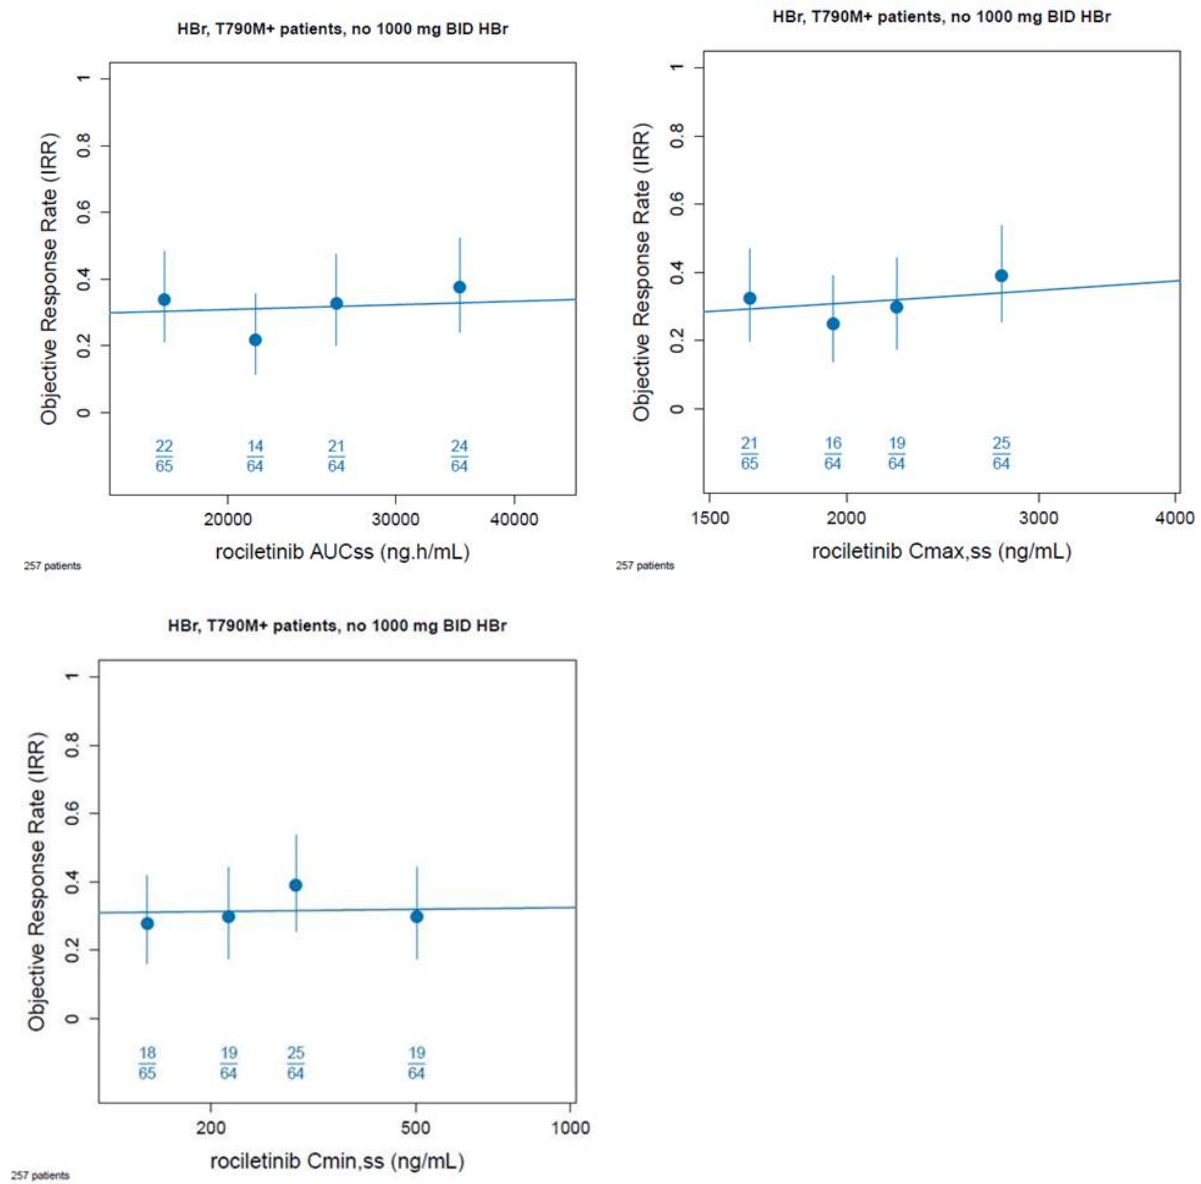 HBr, T790M+ patients, no 1000 mg BID HBr
Objective Response Rate (IRR)
1
0.8
0.6
0.4
0.2
0
22 14 21 24
65 64 64 64
20000 30000 40000
rociletinib AUCss (ng.h/mL)
257 patients
HBr, T790M+ patients, no 1000 mg BID HBr
Objective Response Rate (IRR)
1
0.8
0.6
0.4
0.2
0
21 16 19 25
65 64 64 64
1500 2000 3000 4000
rociletinib Cmax,ss (ng/mL)
257 patients
HBr, T790M+ patients, no 1000 mg BID HBr
Objective Response Rate (IRR)
1
0.8
0.6
0.4
0.2
0
18 19 25 19
65 64 64 64
200 500 1000
rociletinib Cmin,ss (ng/mL)
257 patients